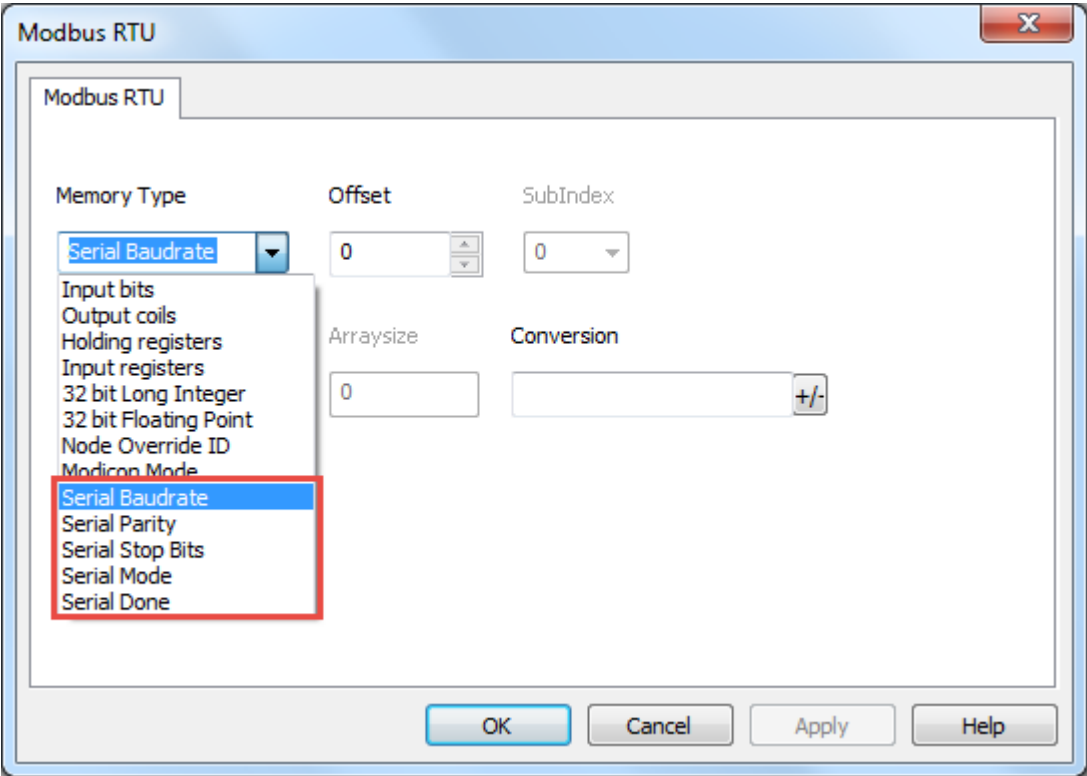 Modbus RTU
Modbus RTU
Memory Type Offset SubIndex
Serial Baudrate 0 0
Input bits
Output coils
Holding registers
Input registers
32 bit Long Integer
32 bit Floating Point
Node Override ID
Modicon Mode
Serial Baudrate
Serial Parity
Serial Stop Bits
Serial Mode
Serial Done
Arraysize Conversion
0 +/-
OK Cancel Apply Help